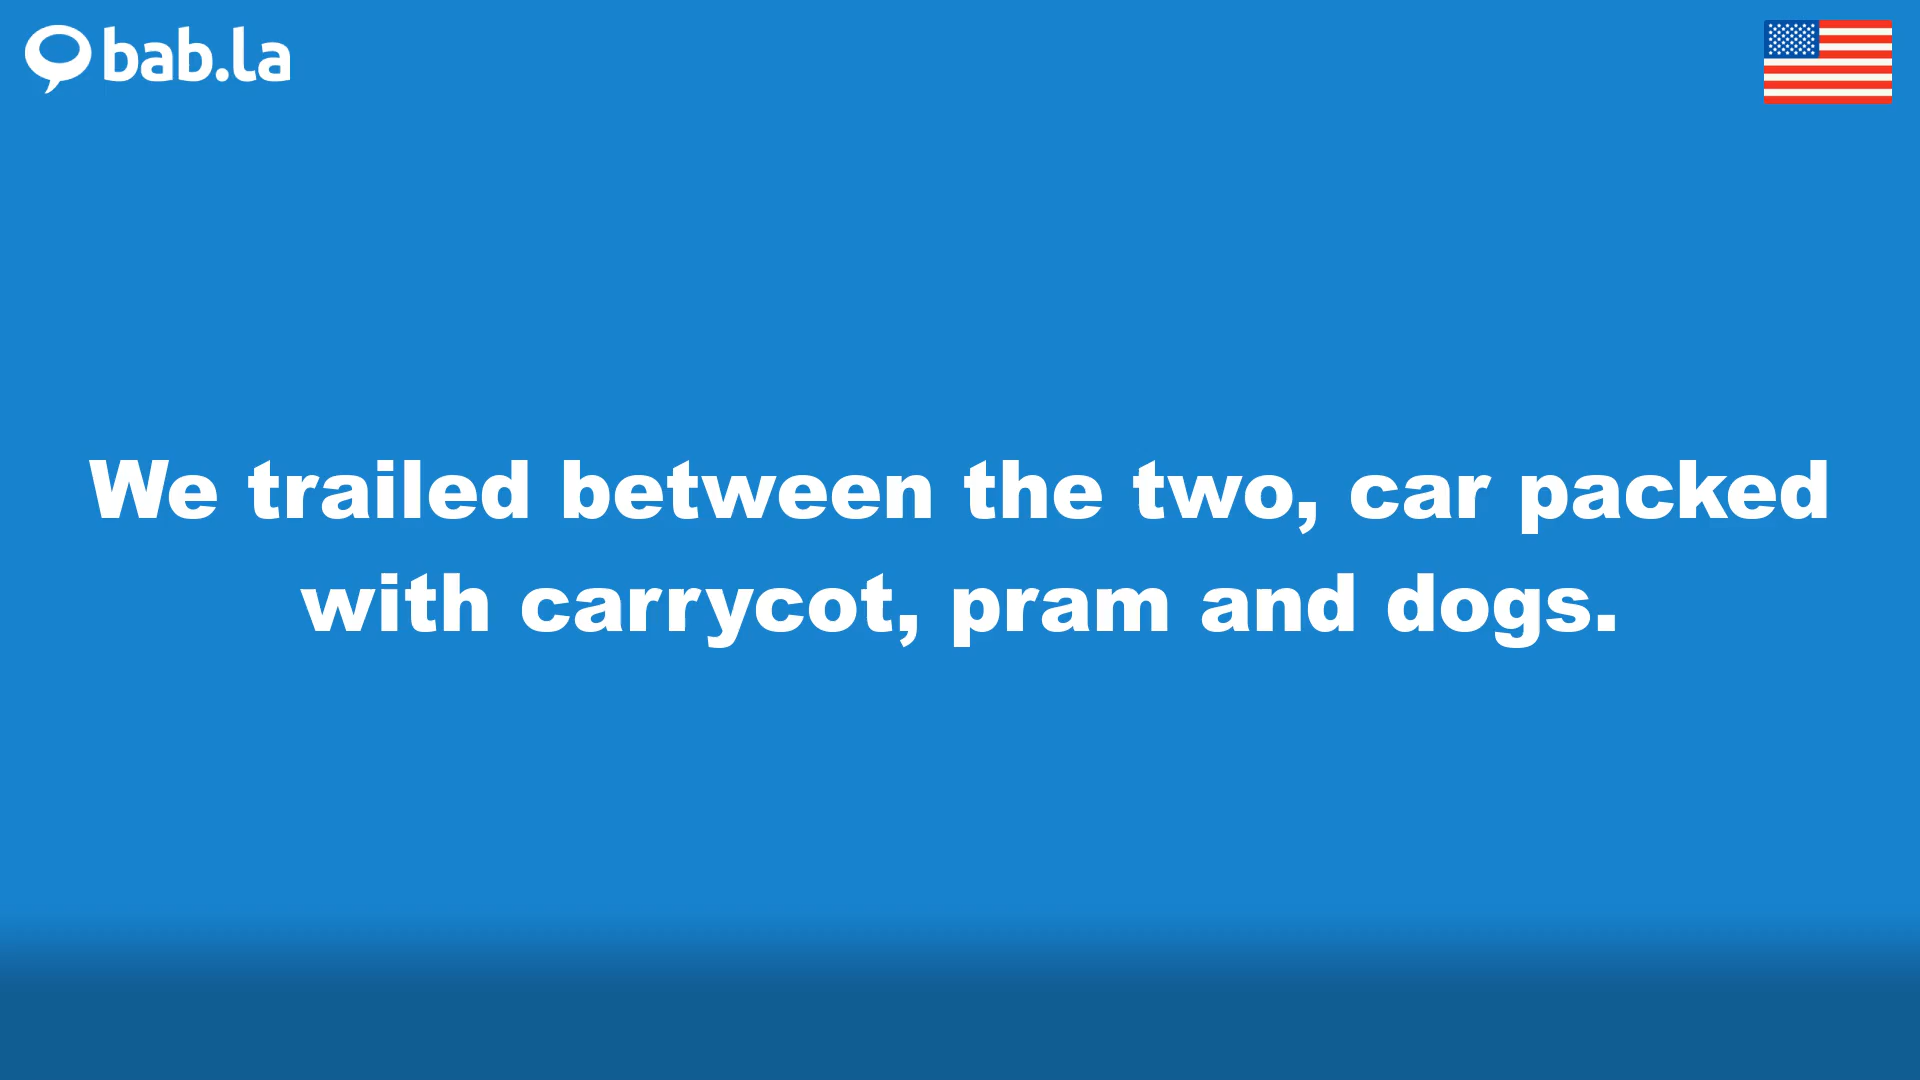 bab.la
We trailed between the two, car packed
with carrycot, pram and dogs.